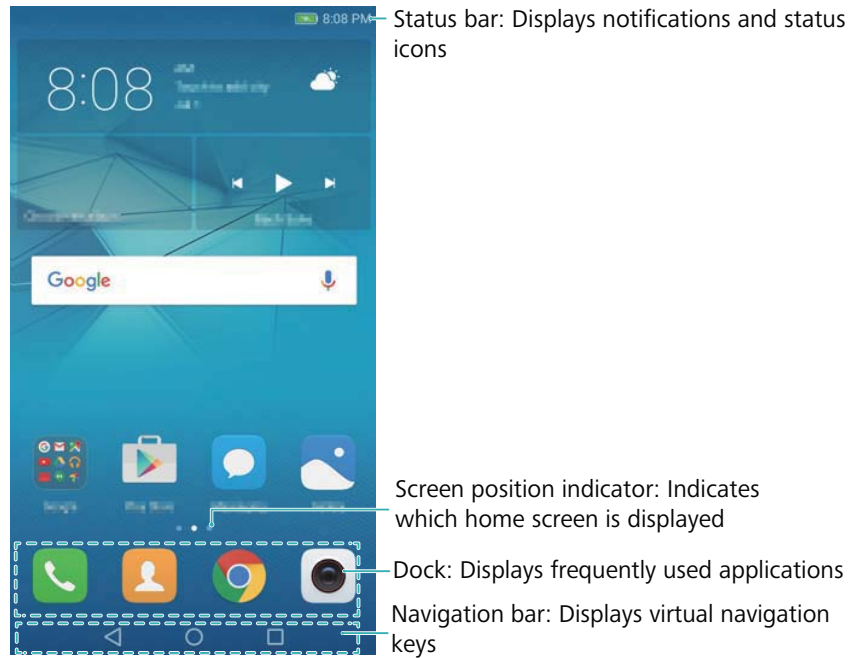 8:08 PM
Status bar: Displays notifications and status
icons
8:08
Google
Screen position indicator: Indicates
which home screen is displayed
Dock: Displays frequently used applications
Navigation bar: Displays virtual navigation
keys